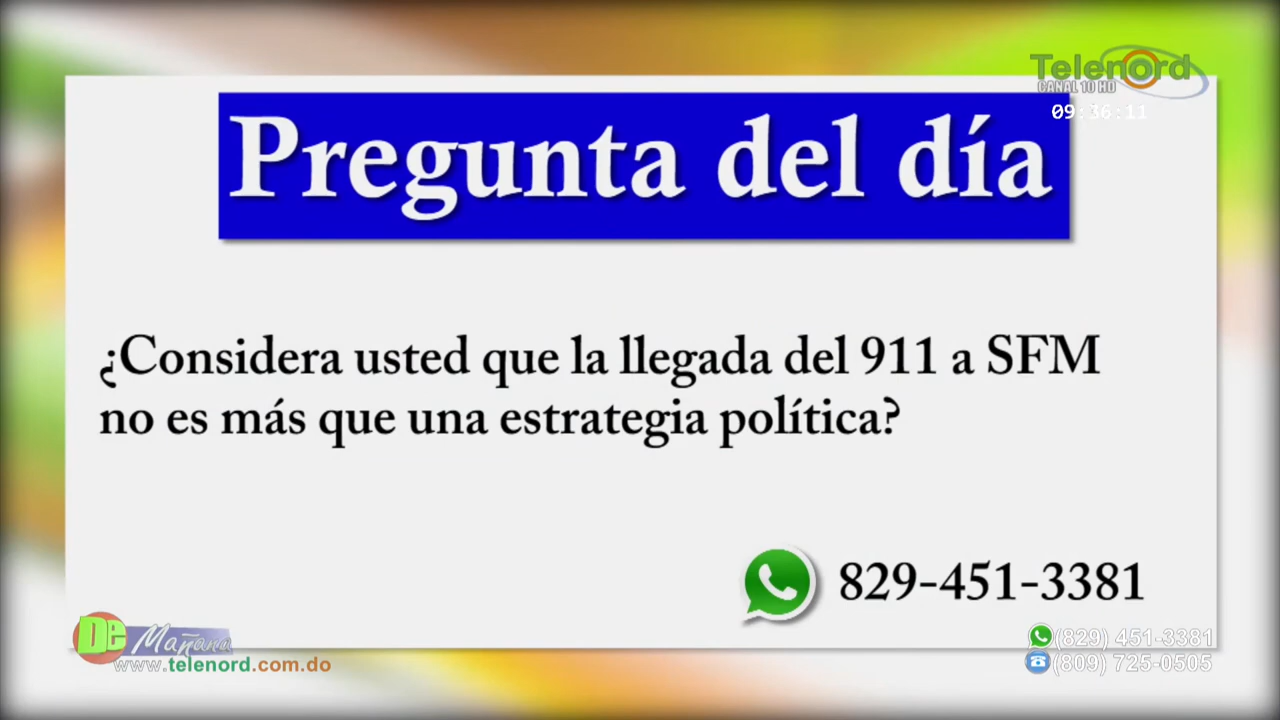 Telenord
CANAL 10 HD
09:36:11
Pregunta del día
¿Considera usted que la llegada del 911 a SFM
no es más que una estrategia política?
829-451-3381
De Mañana
www.telenord.com.do
(829) 451-3381
(809) 725-0505